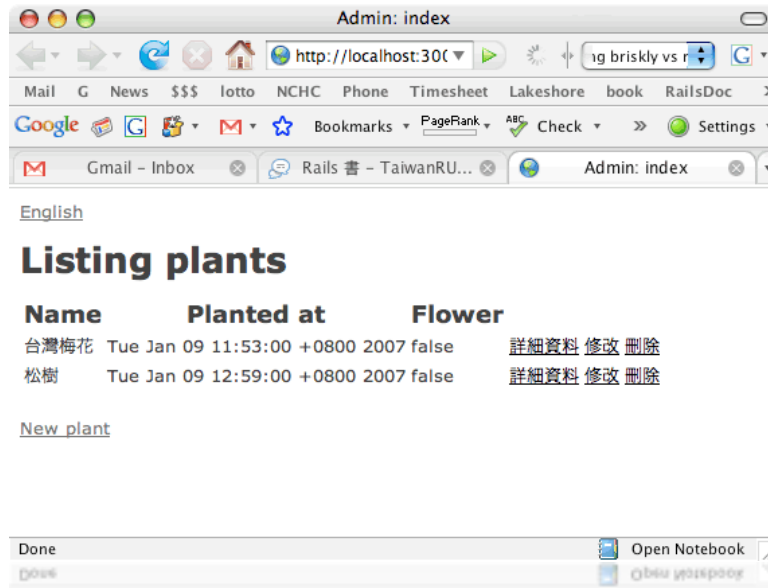 Admin: index
http://localhost:30( ng briskly vs r G
Mail G News $$$ lotto NCHC Phone Timesheet Lakeshore book RailsDoc
Google G Bookmarks PageRank ABC Check » Settings
Gmail – Inbox Rails 書 – TaiwanRU... Admin: index
English
Listing plants
Name Planted at Flower
台灣梅花 Tue Jan 09 11:53:00 +0800 2007 false 詳細資料 修改 刪除
松樹 Tue Jan 09 12:59:00 +0800 2007 false 詳細資料 修改 刪除
New plant
Done Open Notebook